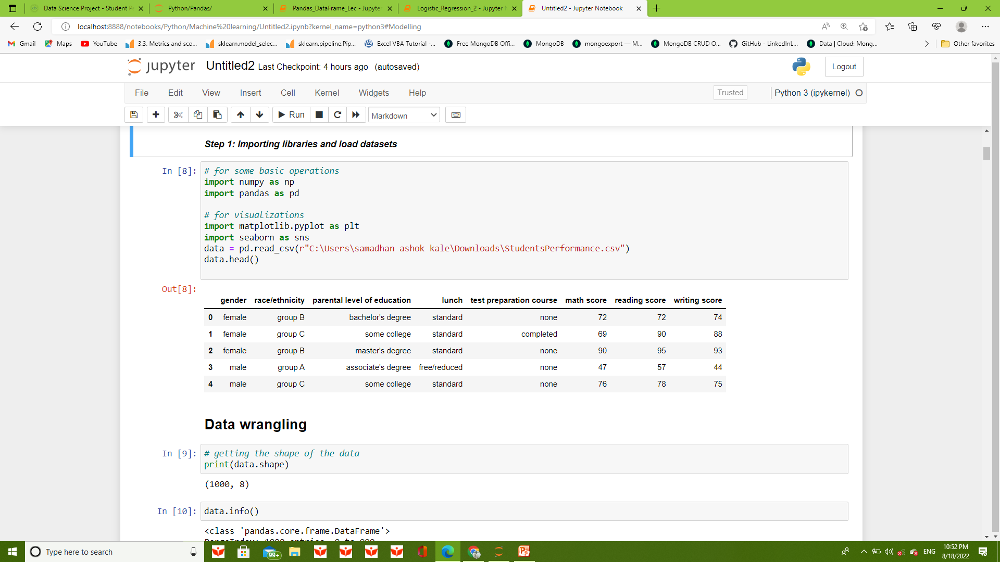 Data Science Project - Student Pe
Python/Pandas/
Pandas_DataFrame_Lec - Jupyter
Logistic_Regression_2 - Jupyter N
Untitled2 - Jupyter Notebook
localhost:8888/notebooks/Python/Machine%20learning/Untitled2.ipynb?kernel_name=python3#Modelling
Gmail Maps YouTube 3.3. Metrics and sco... sklearn.model_selec... sklearn.pipeline.Pip... Excel VBA Tutorial -... Free MongoDB Offi... MongoDB mongoexport — M... MongoDB CRUD O... GitHub - LinkedInL... Data | Cloud: Mong... Other favorites
jupyter Untitled2 Last Checkpoint: 4 hours ago (autosaved) Logout
File Edit View Insert Cell Kernel Widgets Help Trusted Python 3 (ipykernel)
Run Markdown
Step 1: Importing libraries and load datasets
In [8]: # for some basic operations
import numpy as np
import pandas as pd
# for visualizations
import matplotlib.pyplot as plt
import seaborn as sns
data = pd.read_csv(r"C:\Users\samadhan ashok kale\Downloads\StudentsPerformance.csv")
data.head()
Out[8]:
gender race/ethnicity parental level of education lunch test preparation course math score reading score writing score
0 female group B bachelor's degree standard none 72 72 74
1 female group C some college standard completed 69 90 88
2 female group B master's degree standard none 90 95 93
3 male group A associate's degree free/reduced none 47 57 44
4 male group C some college standard none 76 78 75
Data wrangling
In [9]: # getting the shape of the data
print(data.shape)
(1000, 8)
In [10]: data.info()
<class 'pandas.core.frame.DataFrame'>
RangeIndex: 1000 entries, 0 to 999
Type here to search 99+ ENG 10:52 PM
8/18/2022